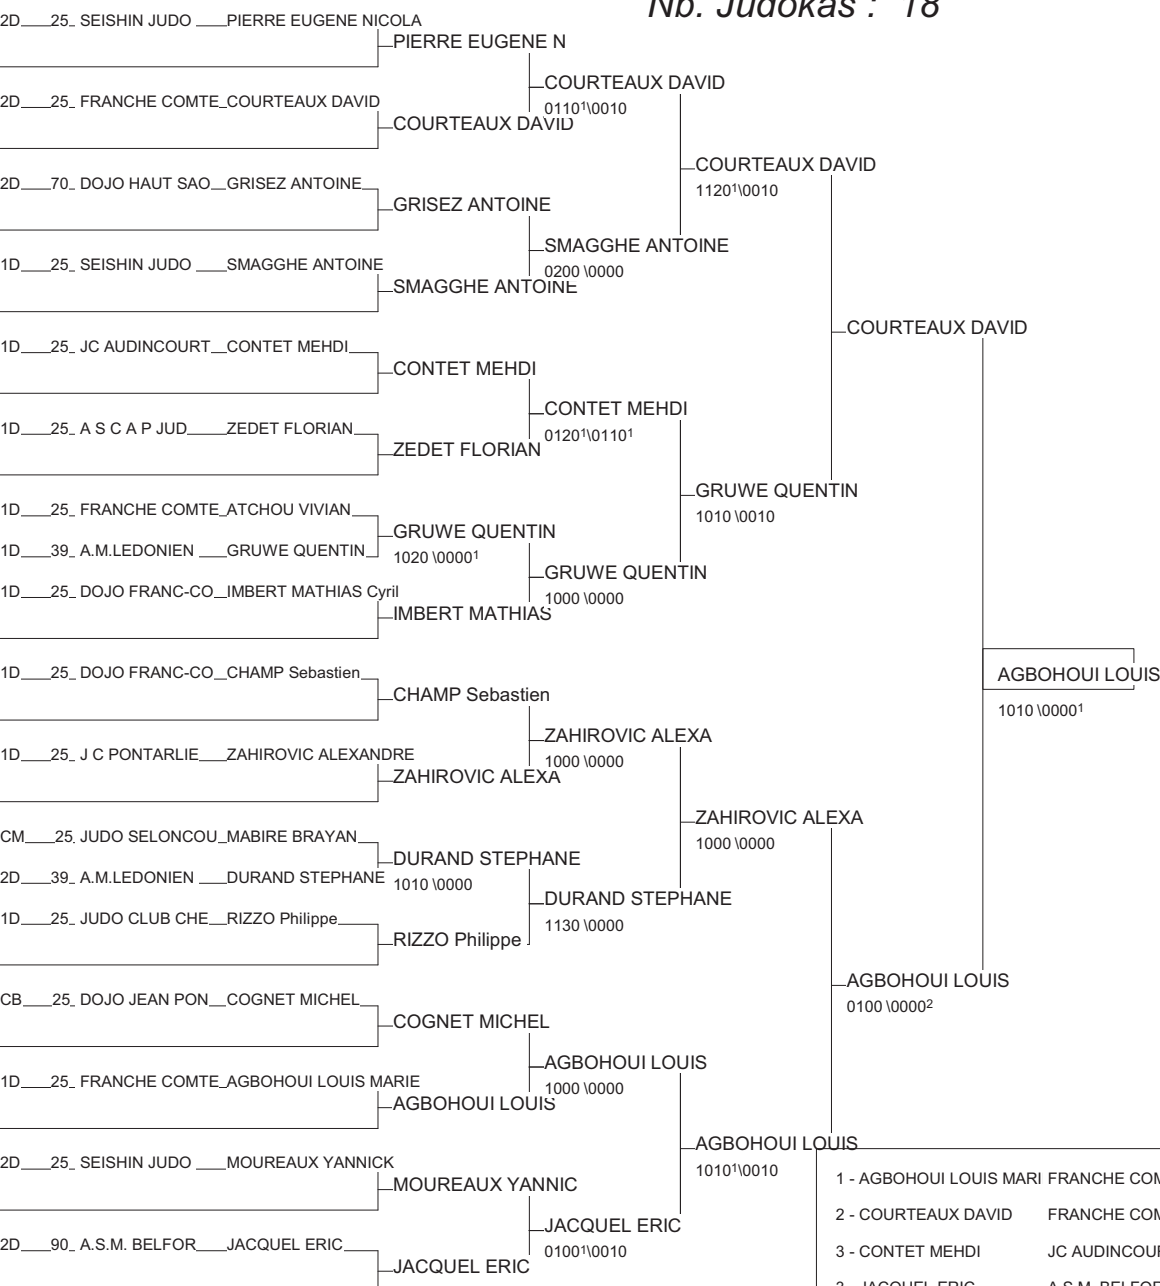 Nb. Judokas : 18
2D 25 SEISHIN JUDO PIERRE EUGENE NICOLA
PIERRE EUGENE N
COURTEAUX DAVID
0110¹\0010
2D 25 FRANCHE COMTE COURTEAUX DAVID
COURTEAUX DAVID
COURTEAUX DAVID
1120¹\0010
2D 70 DOJO HAUT SAO GRISEZ ANTOINE
GRISEZ ANTOINE
SMAGGHE ANTOINE
0200 \0000
1D 25 SEISHIN JUDO SMAGGHE ANTOINE
SMAGGHE ANTOINE
COURTEAUX DAVID
1D 25 JC AUDINCOURT CONTET MEHDI
CONTET MEHDI
CONTET MEHDI
0120¹\0110¹
1D 25 A S C A P JUD ZEDET FLORIAN
ZEDET FLORIAN
GRUWE QUENTIN
1010 \0010
1D 25 FRANCHE COMTE ATCHOU VIVIAN
GRUWE QUENTIN
1D 39 A.M.LEDONIEN GRUWE QUENTIN
1020 \0000¹
GRUWE QUENTIN
1000 \0000
1D 25 DOJO FRANC-CO IMBERT MATHIAS Cyril
IMBERT MATHIAS
1D 25 DOJO FRANC-CO CHAMP Sebastien
AGBOHOUI LOUIS
1010 \0000¹
CHAMP Sebastien
ZAHIROVIC ALEXA
1000 \0000
1D 25 J C PONTARLIE ZAHIROVIC ALEXANDRE
ZAHIROVIC ALEXA
ZAHIROVIC ALEXA
1000 \0000
CM 25 JUDO SELONCOU MABIRE BRAYAN
DURAND STEPHANE
2D 39 A.M.LEDONIEN DURAND STEPHANE
1010 \0000
DURAND STEPHANE
1130 \0000
1D 25 JUDO CLUB CHE RIZZO Philippe
RIZZO Philippe
AGBOHOUI LOUIS
0100 \0000²
CB 25 DOJO JEAN PON COGNET MICHEL
COGNET MICHEL
AGBOHOUI LOUIS
1000 \0000
1D 25 FRANCHE COMTE AGBOHOUI LOUIS MARIE
AGBOHOUI LOUIS
AGBOHOUI LOUIS
1010¹\0010
2D 25 SEISHIN JUDO MOUREAUX YANNICK
MOUREAUX YANNIC
JACQUEL ERIC
0100¹\0010
2D 90 A.S.M. BELFOR JACQUEL ERIC
JACQUEL ERIC
1 - AGBOHOUI LOUIS MARI FRANCHE COM
2 - COURTEAUX DAVID FRANCHE COM
3 - CONTET MEHDI JC AUDINCOUR
3 - JACQUEL ERIC A.S.M. BELFOR